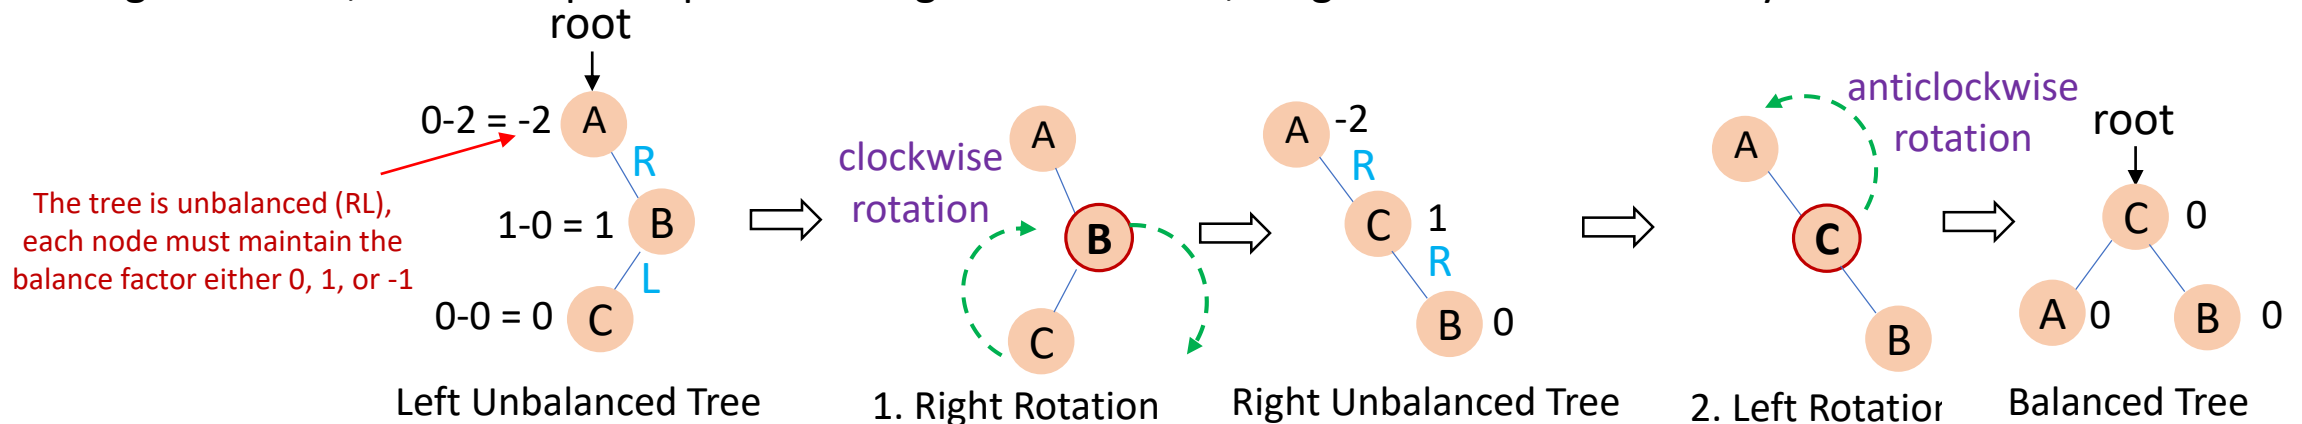 root
0-2 = -2
A
R
The tree is unbalanced (RL),
each node must maintain the
balance factor either 0, 1, or -1
1-0 = 1
B
L
0-0 = 0
C
Left Unbalanced Tree
clockwise
rotation
A
B
C
1. Right Rotation
A
-2
R
C
1
R
B
0
Right Unbalanced Tree
anticlockwise
rotation
A
C
B
2. Left Rotation
root
C
0
A
0
B
0
Balanced Tree